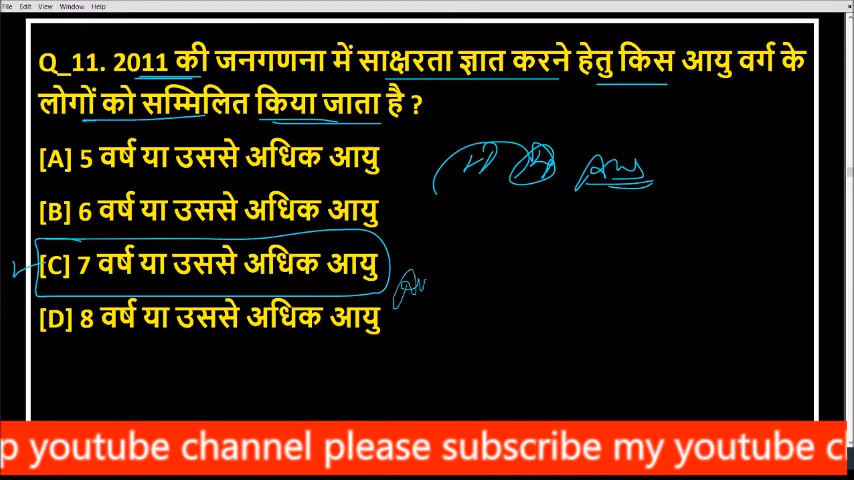 File Edit View Window Help
Q_11. 2011 की जनगणना में साक्षरता ज्ञात करने हेतु किस आयु वर्ग के
लोगों को सम्मिलित किया जाता है ?
[A] 5 वर्ष या उससे अधिक आयु
Ans
[B] 6 वर्ष या उससे अधिक आयु
[C] 7 वर्ष या उससे अधिक आयु
[D] 8 वर्ष या उससे अधिक आयु
p youtube channel please subscribe my youtube c